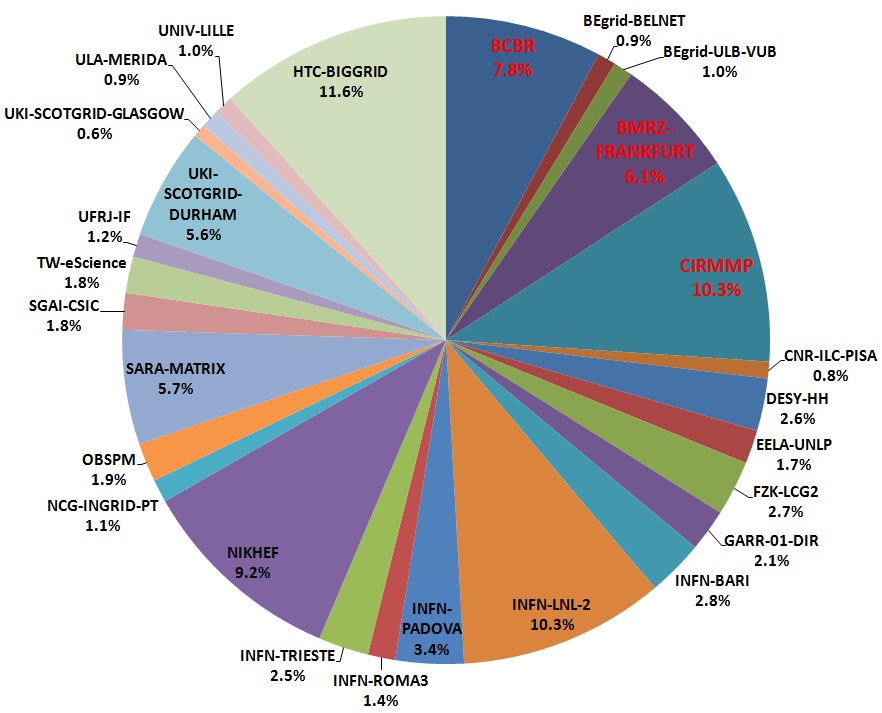 BCBR
7.8%
BEgrid-BELNET
0.9%
BEgrid-ULB-VUB
1.0%
BMRZ-
FRANKFURT
6.1%
CIRMMP
10.3%
CNR-ILC-PISA
0.8%
DESY-HH
2.6%
EELA-UNLP
1.7%
FZK-LCG2
2.7%
GARR-01-DIR
2.1%
INFN-BARI
2.8%
INFN-LNL-2
10.3%
INFN-
PADOVA
3.4%
INFN-ROMA3
1.4%
INFN-TRIESTE
2.5%
NIKHEF
9.2%
NCG-INGRID-PT
1.1%
OBSPM
1.9%
SARA-MATRIX
5.7%
SGAI-CSIC
1.8%
TW-eScience
1.8%
UFRJ-IF
1.2%
UKI-
SCOTGRID-
DURHAM
5.6%
UKI-SCOTGRID-GLASGOW
0.6%
ULA-MERIDA
0.9%
UNIV-LILLE
1.0%
HTC-BIGGRID
11.6%